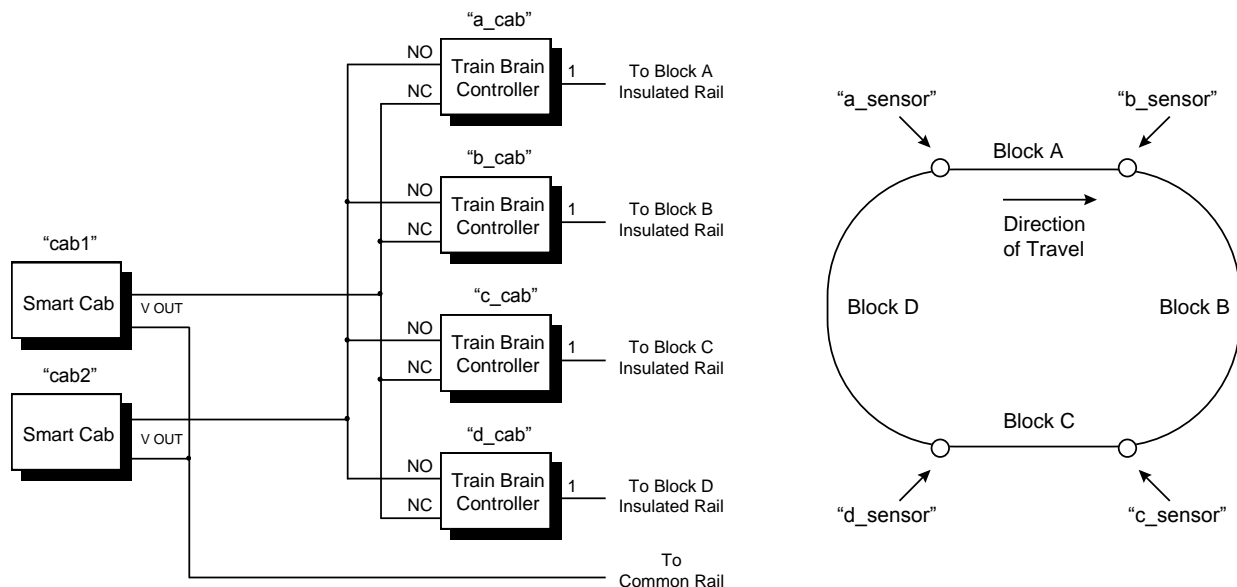 “a_cab”
NO
NC
Train Brain
Controller
1
To Block A
Insulated Rail
“b_cab”
NO
NC
Train Brain
Controller
1
To Block B
Insulated Rail
“cab1”
Smart Cab
V OUT
“c_cab”
NO
NC
Train Brain
Controller
1
To Block C
Insulated Rail
“cab2”
Smart Cab
V OUT
“d_cab”
NO
NC
Train Brain
Controller
1
To Block D
Insulated Rail
To
Common Rail
“a_sensor”
“b_sensor”
Block A
Direction
of Travel
Block D
Block B
Block C
“d_sensor”
“c_sensor”